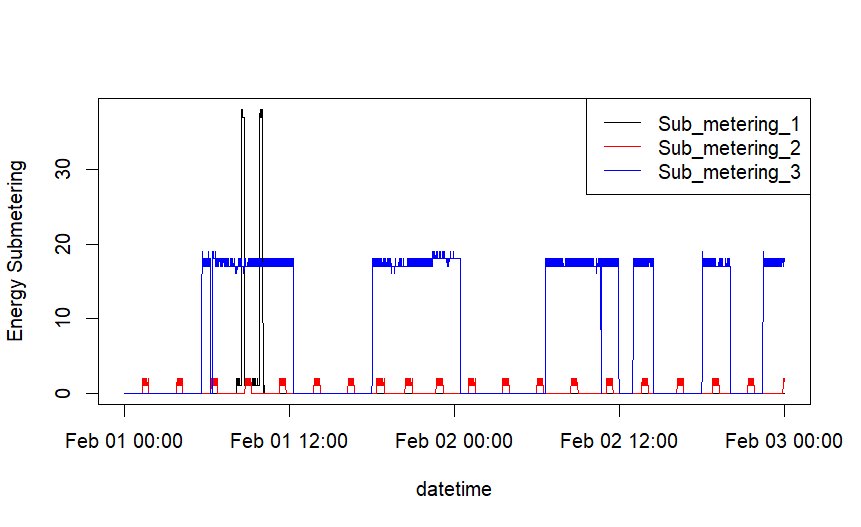 Sub_metering_1
Sub_metering_2
Sub_metering_3
Energy Submetering
30
20
10
0
Feb 01 00:00 Feb 01 12:00 Feb 02 00:00 Feb 02 12:00 Feb 03 00:00
datetime